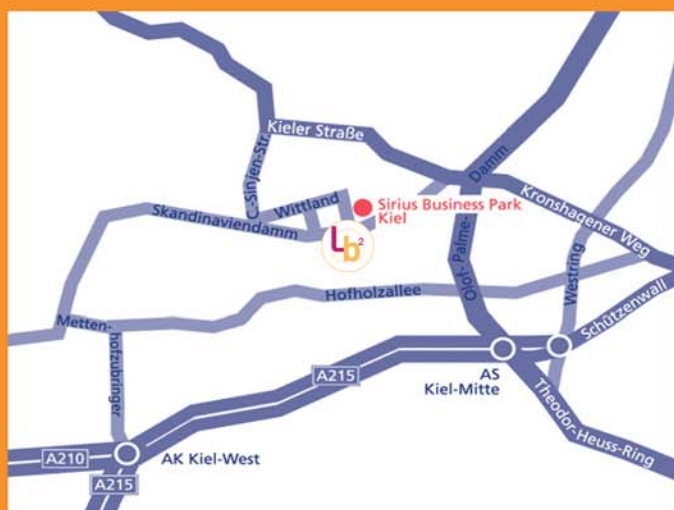 Kieler Straße
C.-Sinjen-Str.
Wittland
Skandinaviendamm
Sirius Business Park
Kiel
Lb²
Damm
Olof-Palme-
Kronshagener Weg
Westring
Schützenwall
Hofholzallee
Metten-
hofzubringer
A215
AS
Kiel-Mitte
Theodor-Heuss-Ring
A210
AK Kiel-West
A215